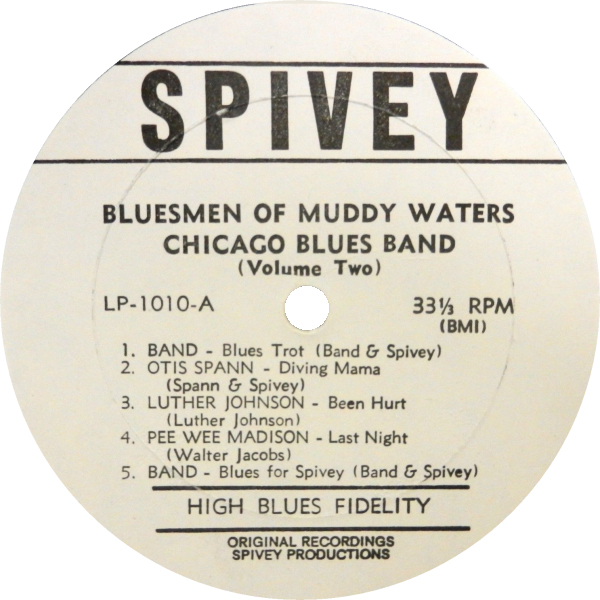 SPIVEY
BLUESMEN OF MUDDY WATERS
CHICAGO BLUES BAND
(Volume Two)
LP-1010-A 33⅓ RPM
(BMI)
1. BAND - Blues Trot (Band & Spivey)
2. OTIS SPANN - Diving Mama
(Spann & Spivey)
3. LUTHER JOHNSON - Been Hurt
(Luther Johnson)
4. PEE WEE MADISON - Last Night
(Walter Jacobs)
5. BAND - Blues for Spivey (Band & Spivey)
HIGH BLUES FIDELITY
ORIGINAL RECORDINGS
SPIVEY PRODUCTIONS